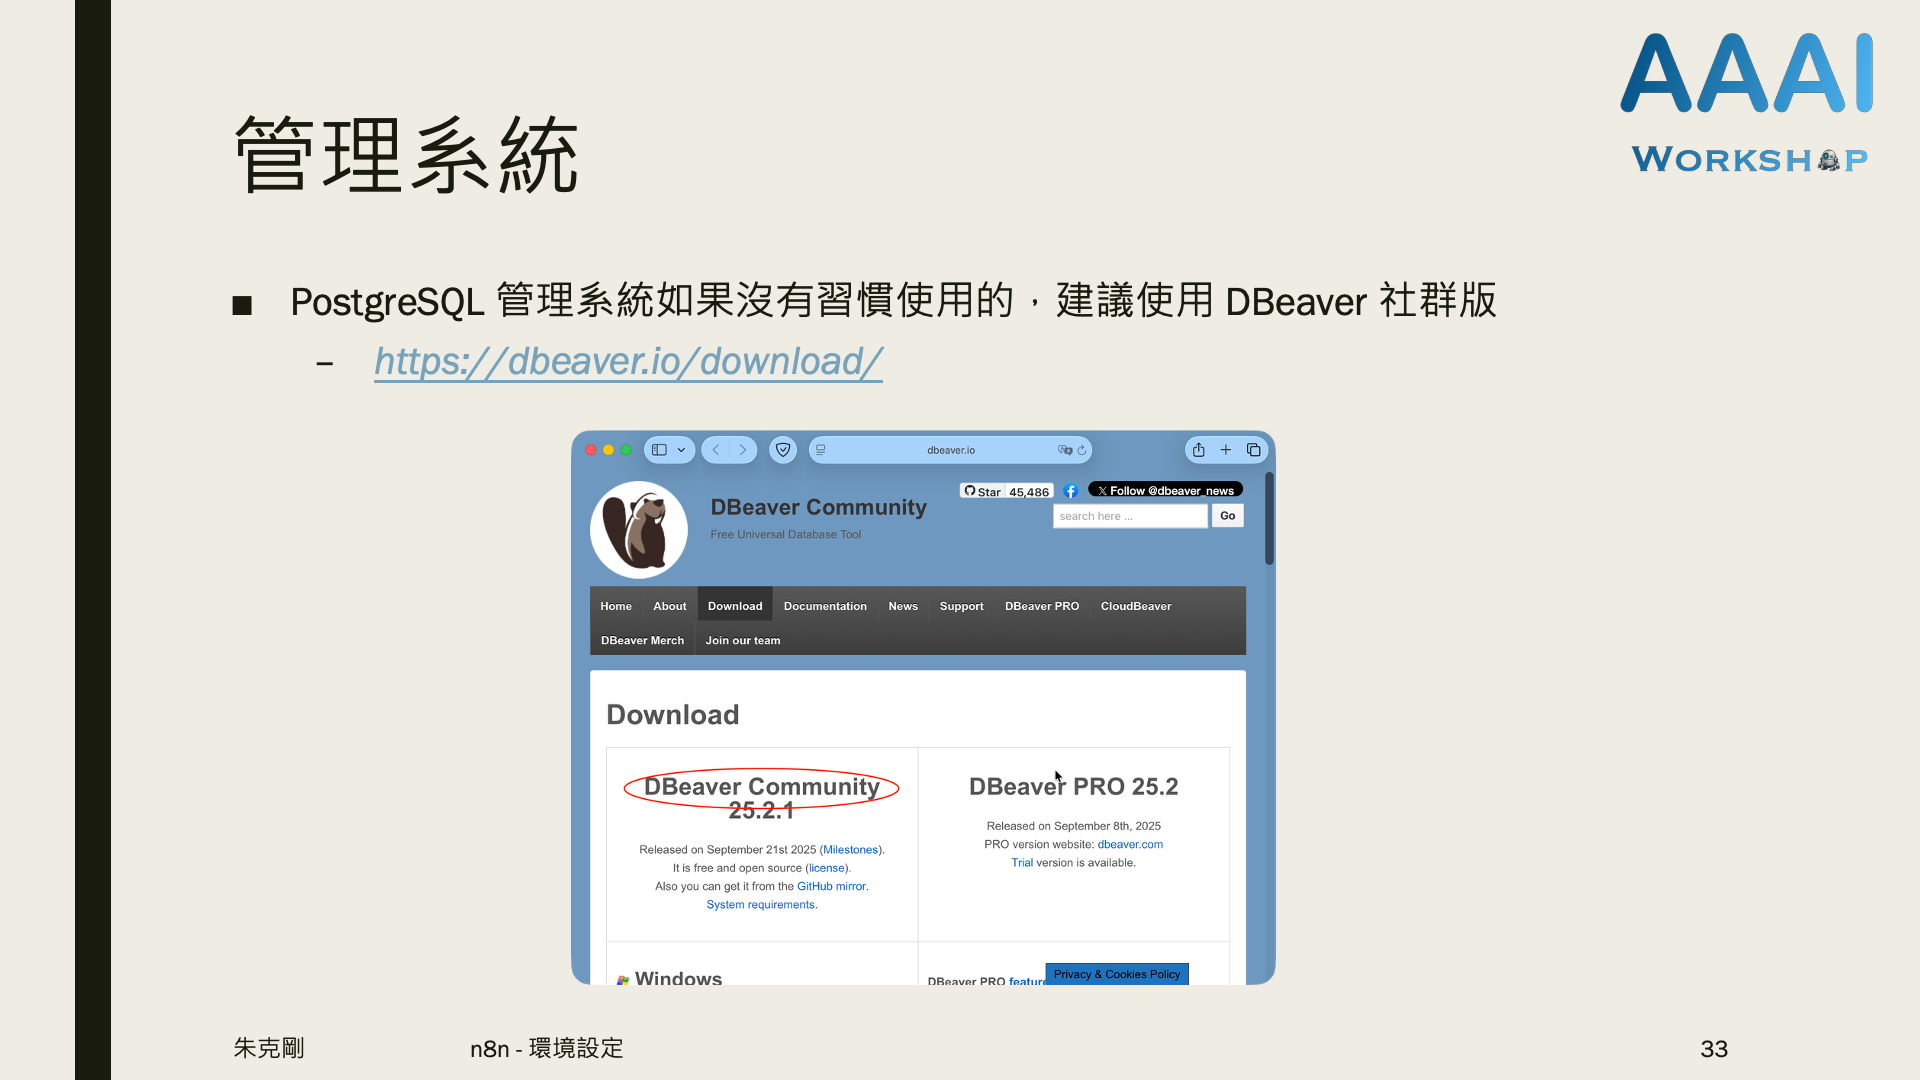 AAAI
WORKSHOP
管理系統
■ PostgreSQL 管理系統如果沒有習慣使用的，建議使用 DBeaver 社群版
– https://dbeaver.io/download/
dbeaver.io
DBeaver Community
Free Universal Database Tool
Star 45,486
Follow @dbeaver_news
search here ...
Go
Home About Download Documentation News Support DBeaver PRO CloudBeaver
DBeaver Merch Join our team
Download
DBeaver Community
25.2.1
Released on September 21st 2025 (Milestones).
It is free and open source (license).
Also you can get it from the GitHub mirror.
System requirements.
DBeaver PRO 25.2
Released on September 8th, 2025
PRO version website: dbeaver.com
Trial version is available.
Windows
DBeaver PRO feature
Privacy & Cookies Policy
朱克剛
n8n - 環境設定
33